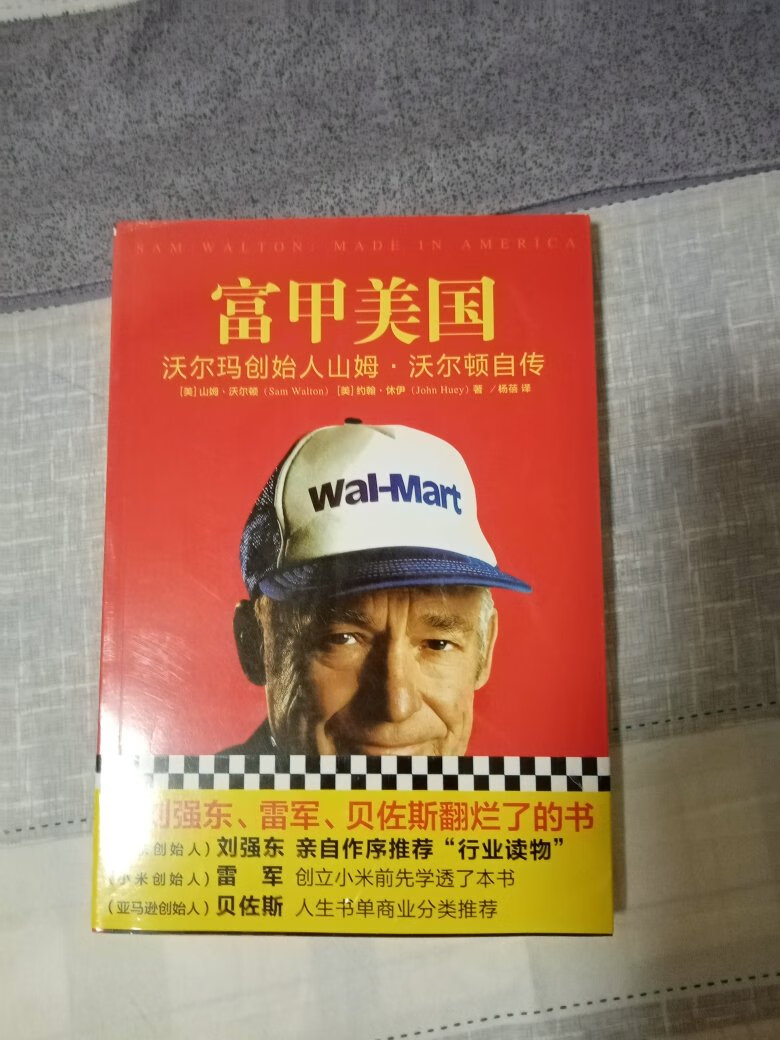 SAM WALTON: MADE IN AMERICA
富甲美国
沃尔玛创始人山姆·沃尔顿自传
[美]山姆·沃尔顿（Sam Walton） [美]约翰·休伊（John Huey）著 ／杨蓓 译
Wal-Mart
刘强东、雷军、贝佐斯翻烂了的书
创始人）刘强东 亲自作序推荐“行业读物”
小米创始人）雷 军 创立小米前先学透了本书
（亚马逊创始人）贝佐斯 人生书单商业分类推荐